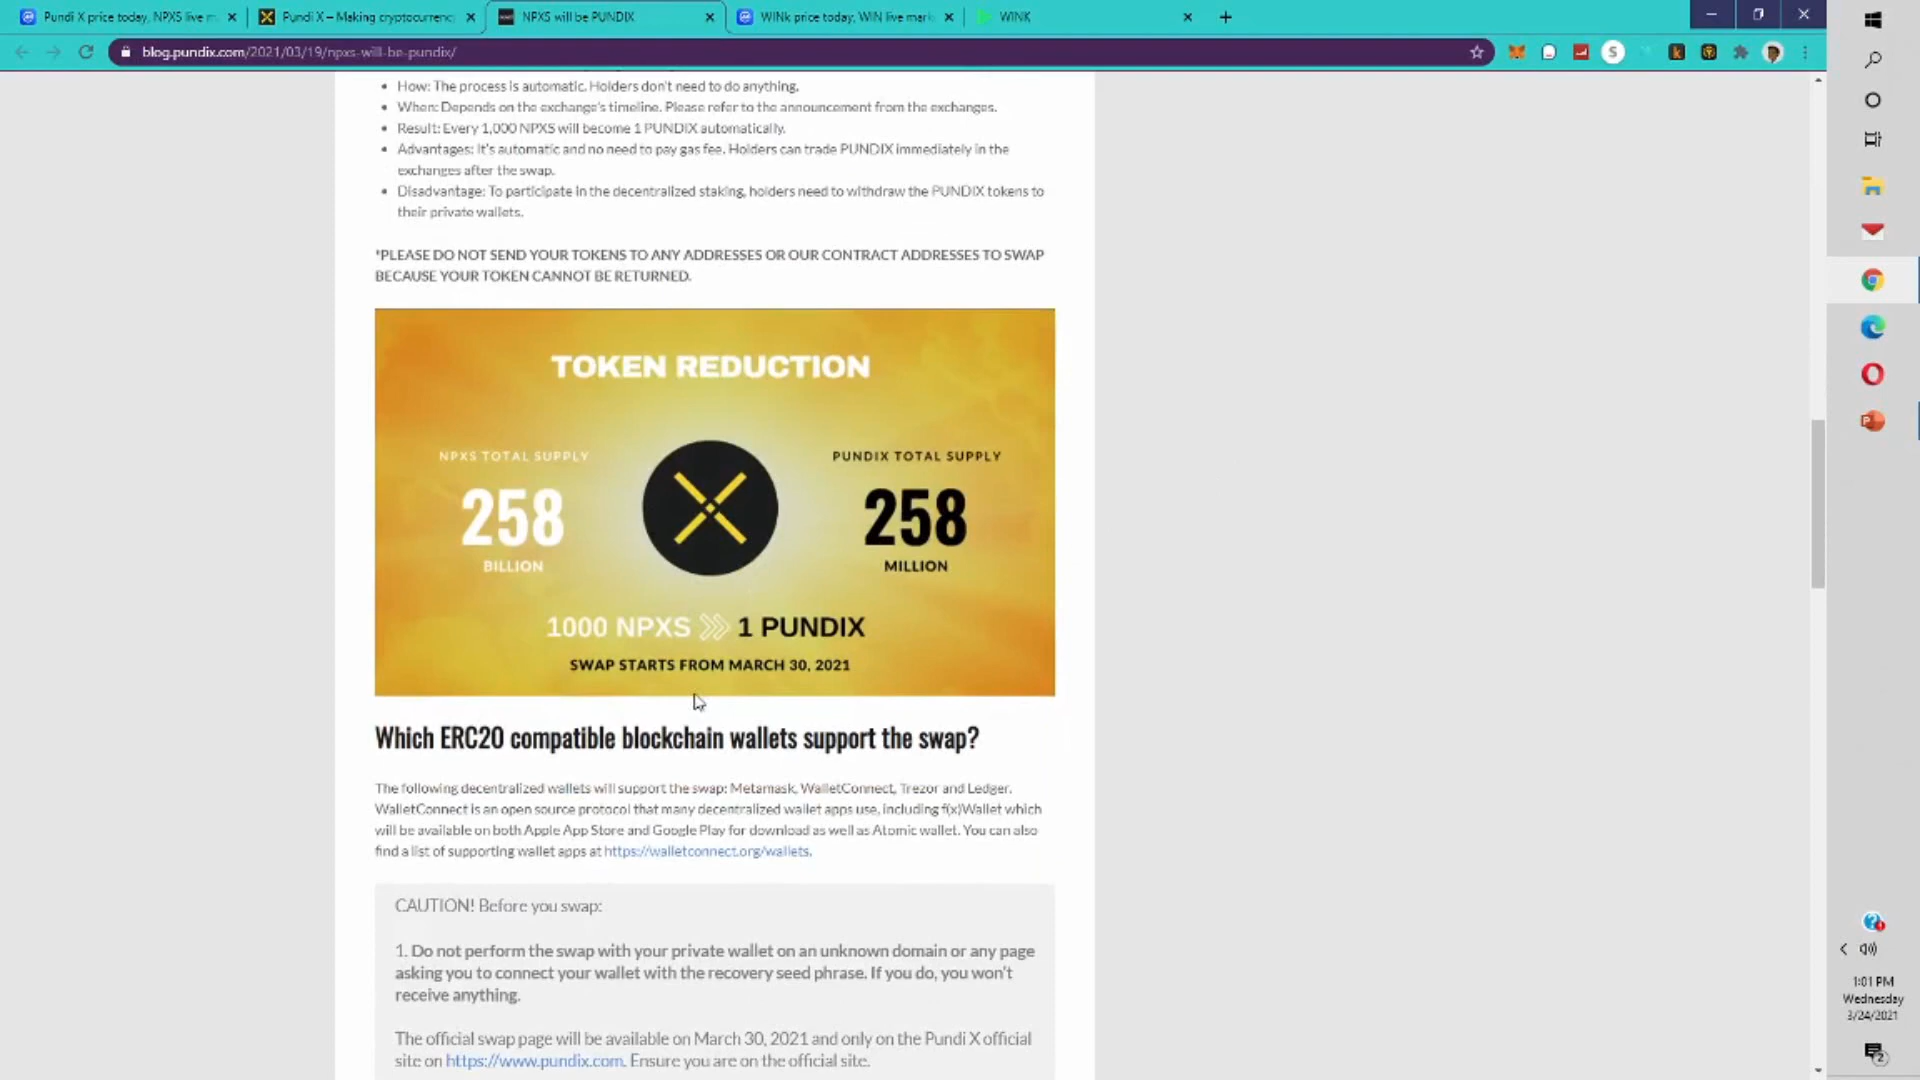 Pundi X price today, NPXS live m
Pundi X – Making cryptocurrenc
NPXS will be PUNDIX
WINk price today, WIN live mark
WINK
blog.pundix.com/2021/03/19/npxs-will-be-pundix/
How: The process is automatic. Holders don't need to do anything.
When: Depends on the exchange's timeline. Please refer to the announcement from the exchanges.
Result: Every 1,000 NPXS will become 1 PUNDIX automatically.
Advantages: It's automatic and no need to pay gas fee. Holders can trade PUNDIX immediately in the
exchanges after the swap.
Disadvantage: To participate in the decentralized staking, holders need to withdraw the PUNDIX tokens to
their private wallets.
*PLEASE DO NOT SEND YOUR TOKENS TO ANY ADDRESSES OR OUR CONTRACT ADDRESSES TO SWAP
BECAUSE YOUR TOKEN CANNOT BE RETURNED.
TOKEN REDUCTION
NPXS TOTAL SUPPLY
258
BILLION
PUNDIX TOTAL SUPPLY
258
MILLION
1000 NPXS 1 PUNDIX
SWAP STARTS FROM MARCH 30, 2021
Which ERC20 compatible blockchain wallets support the swap?
The following decentralized wallets will support the swap: Metamask, WalletConnect, Trezor and Ledger.
WalletConnect is an open source protocol that many decentralized wallet apps use, including f(x)Wallet which
will be available on both Apple App Store and Google Play for download as well as Atomic wallet. You can also
find a list of supporting wallet apps at https://walletconnect.org/wallets.
CAUTION! Before you swap:
1. Do not perform the swap with your private wallet on an unknown domain or any page
asking you to connect your wallet with the recovery seed phrase. If you do, you won't
receive anything.
The official swap page will be available on March 30, 2021 and only on the Pundi X official
site on https://www.pundix.com. Ensure you are on the official site.
1:01 PM
Wednesday
3/24/2021
2